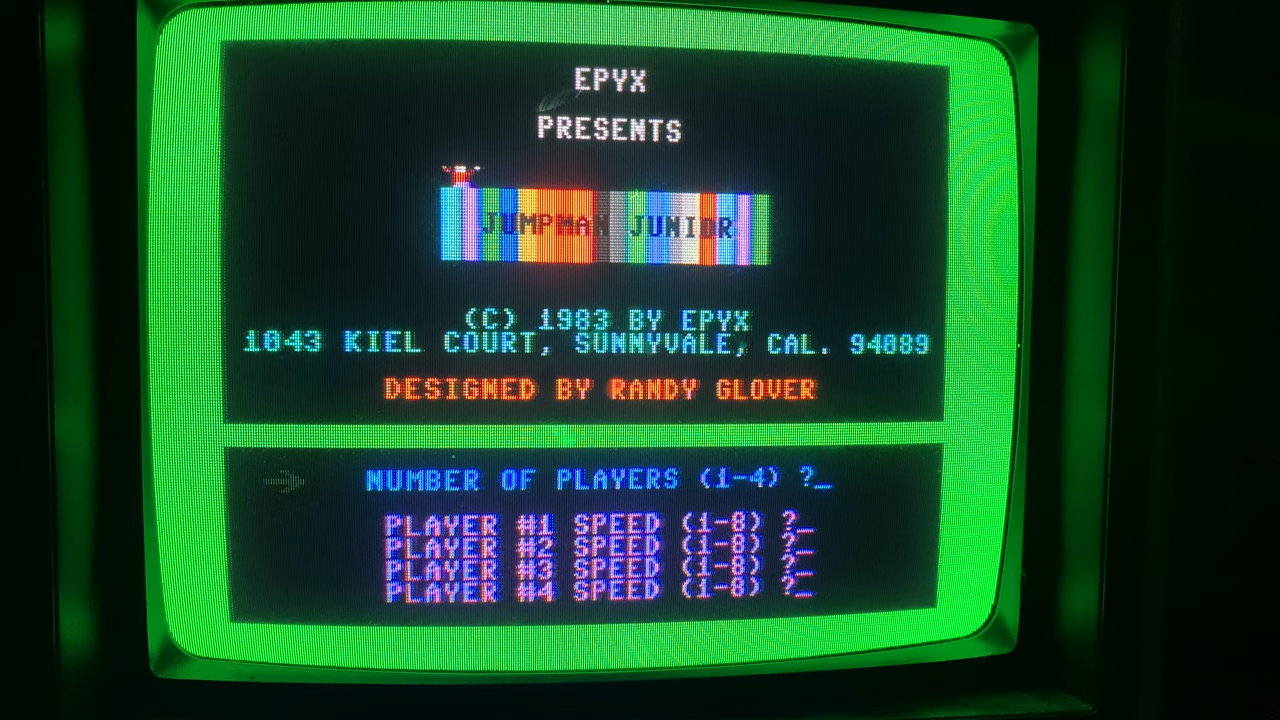 EPYX
PRESENTS
JUMPMAN JUNIOR
(C) 1983 BY EPYX
1043 KIEL COURT, SUNNYVALE, CAL. 94089
DESIGNED BY RANDY GLOVER
NUMBER OF PLAYERS (1-4) ?_
PLAYER #1 SPEED (1-8) ?_
PLAYER #2 SPEED (1-8) ?_
PLAYER #3 SPEED (1-8) ?_
PLAYER #4 SPEED (1-8) ?_